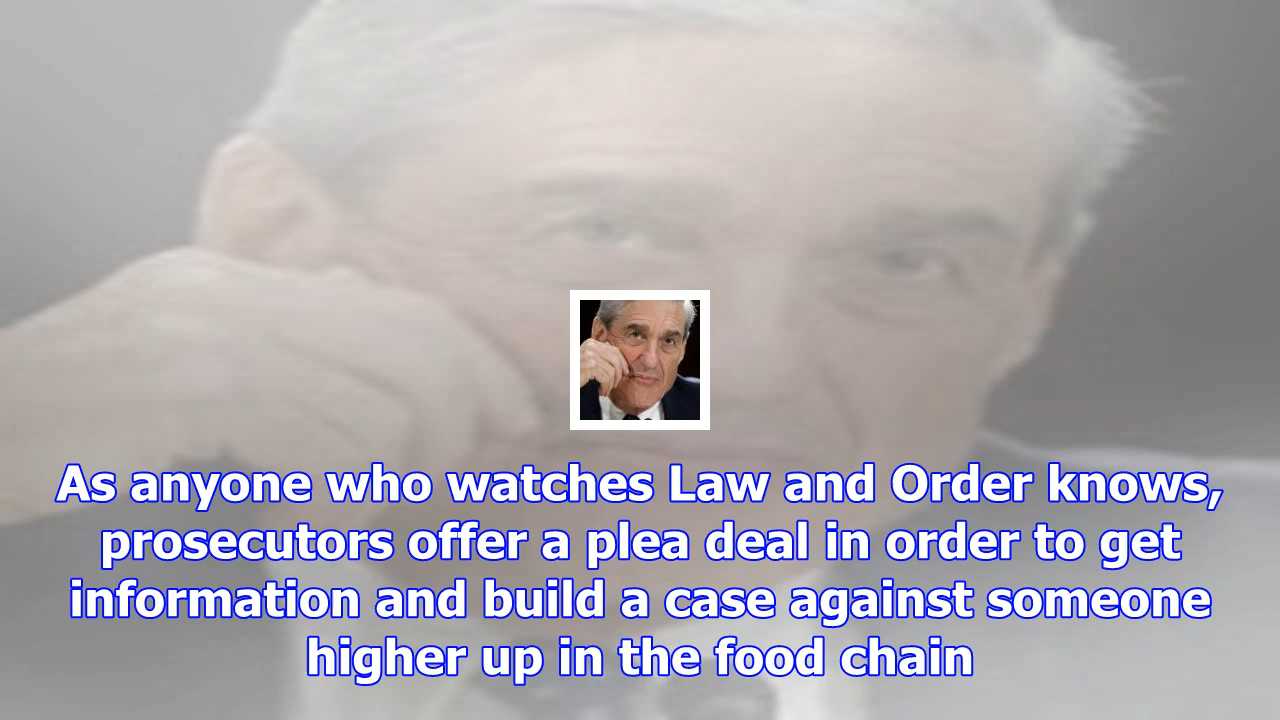 As anyone who watches Law and Order knows,
prosecutors offer a plea deal in order to get
information and build a case against someone
higher up in the food chain